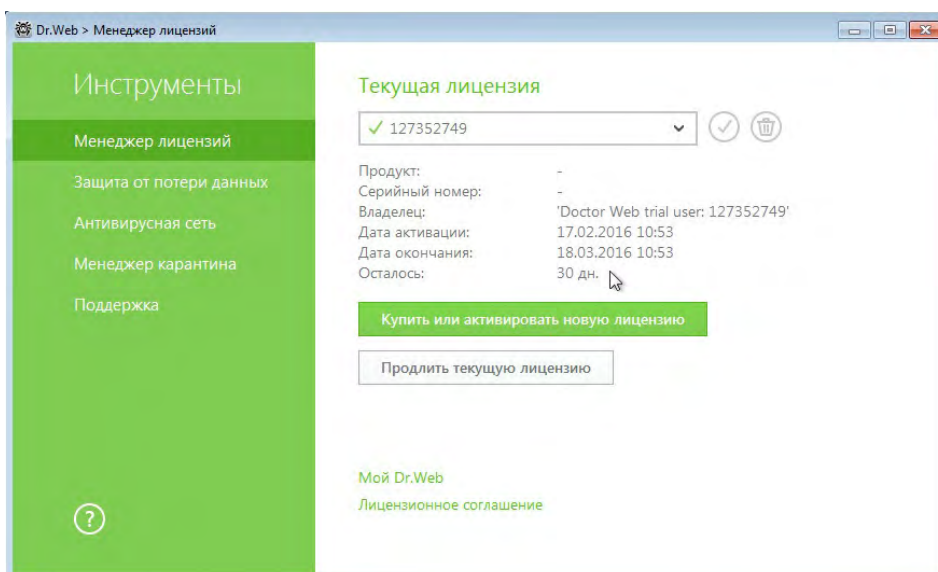 Dr.Web > Менеджер лицензий
Инструменты
Менеджер лицензий
Защита от потери данных
Антивирусная сеть
Менеджер карантина
Поддержка
?
Текущая лицензия
127352749
Продукт: -
Серийный номер: -
Владелец: 'Doctor Web trial user: 127352749'
Дата активации: 17.02.2016 10:53
Дата окончания: 18.03.2016 10:53
Осталось: 30 дн.
Купить или активировать новую лицензию
Продлить текущую лицензию
Мой Dr.Web
Лицензионное соглашение